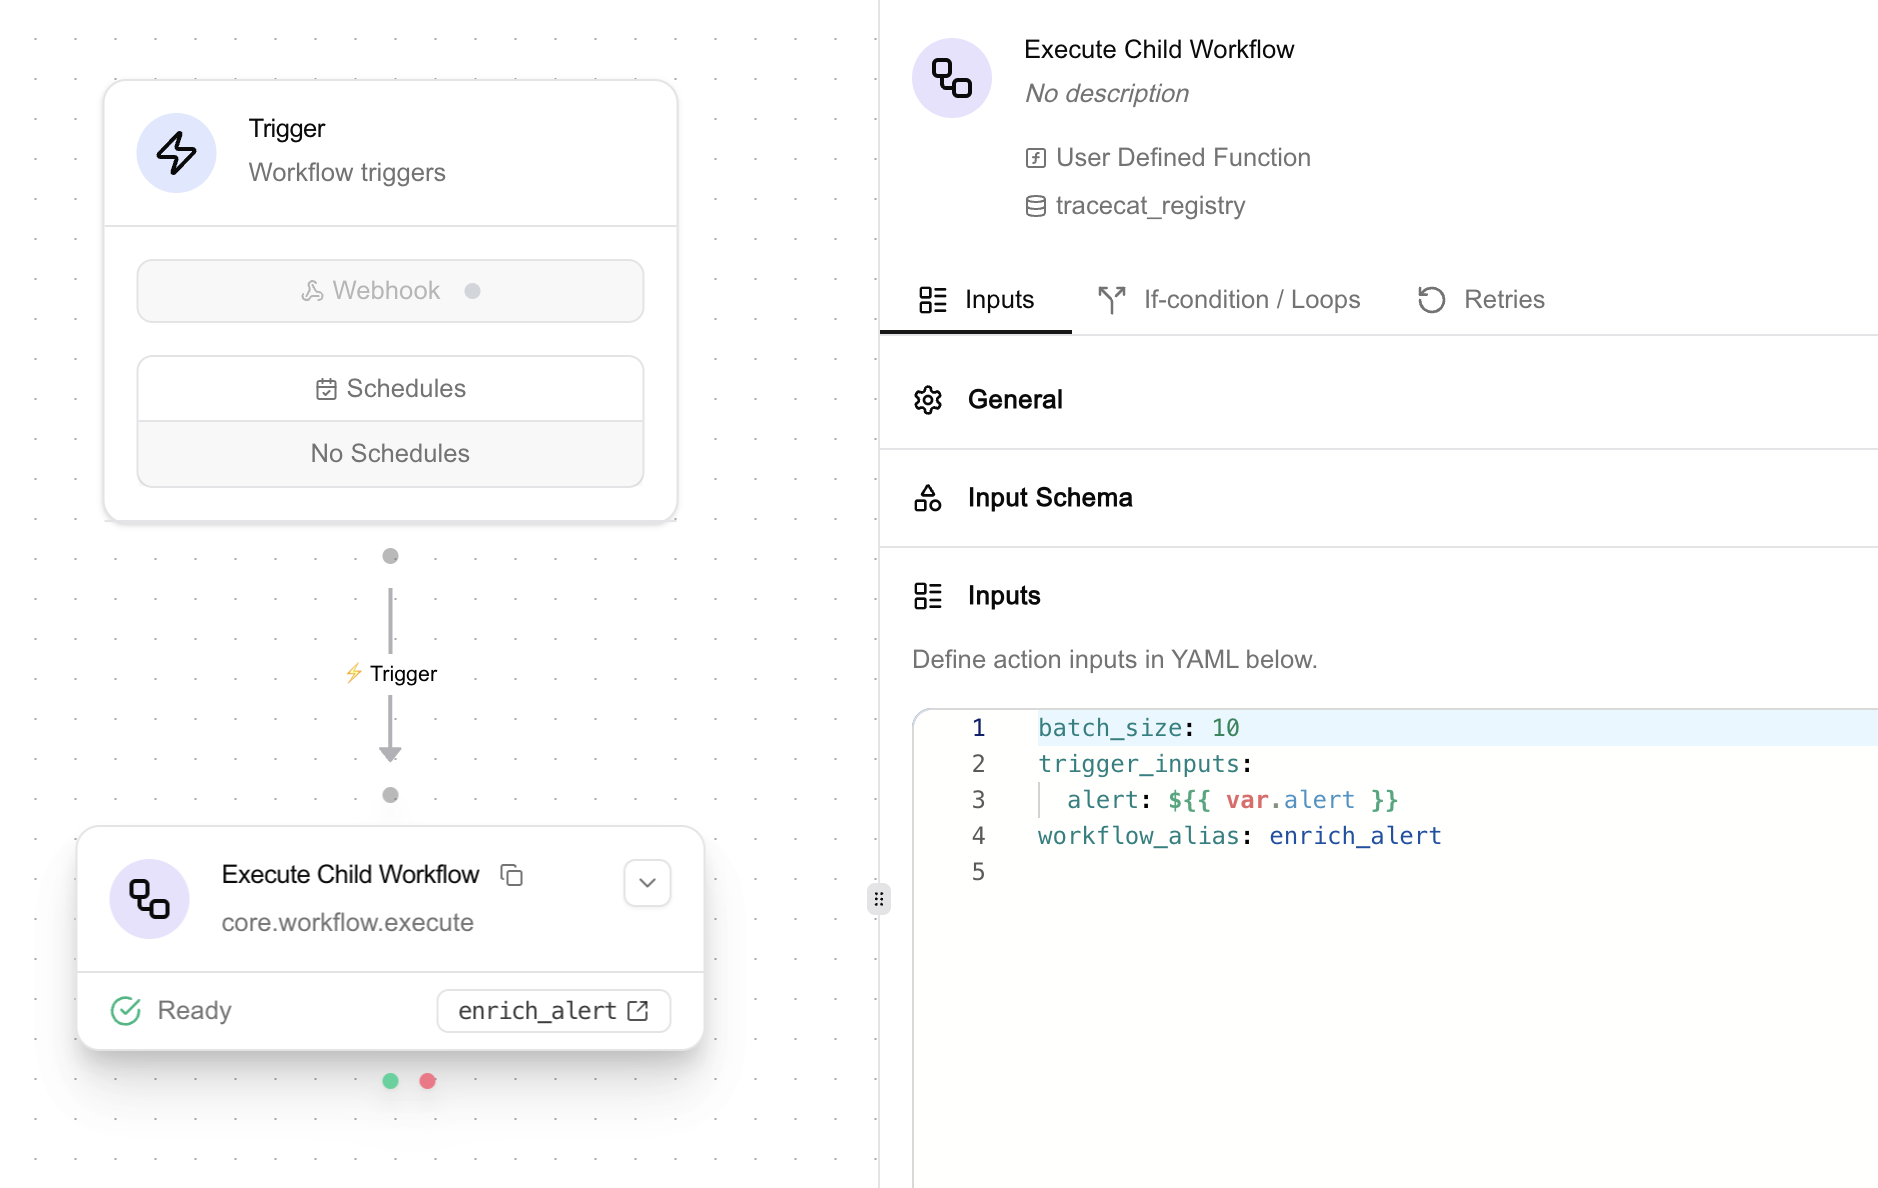 Trigger
Workflow triggers
Webhook
Schedules
No Schedules
Trigger
Execute Child Workflow
core.workflow.execute
Ready
enrich_alert
Execute Child Workflow
No description
User Defined Function
tracecat_registry
Inputs If-condition / Loops Retries
General
Input Schema
Inputs
Define action inputs in YAML below.
1 batch_size: 10
2 trigger_inputs:
3   alert: ${{ var.alert }}
4 workflow_alias: enrich_alert
5